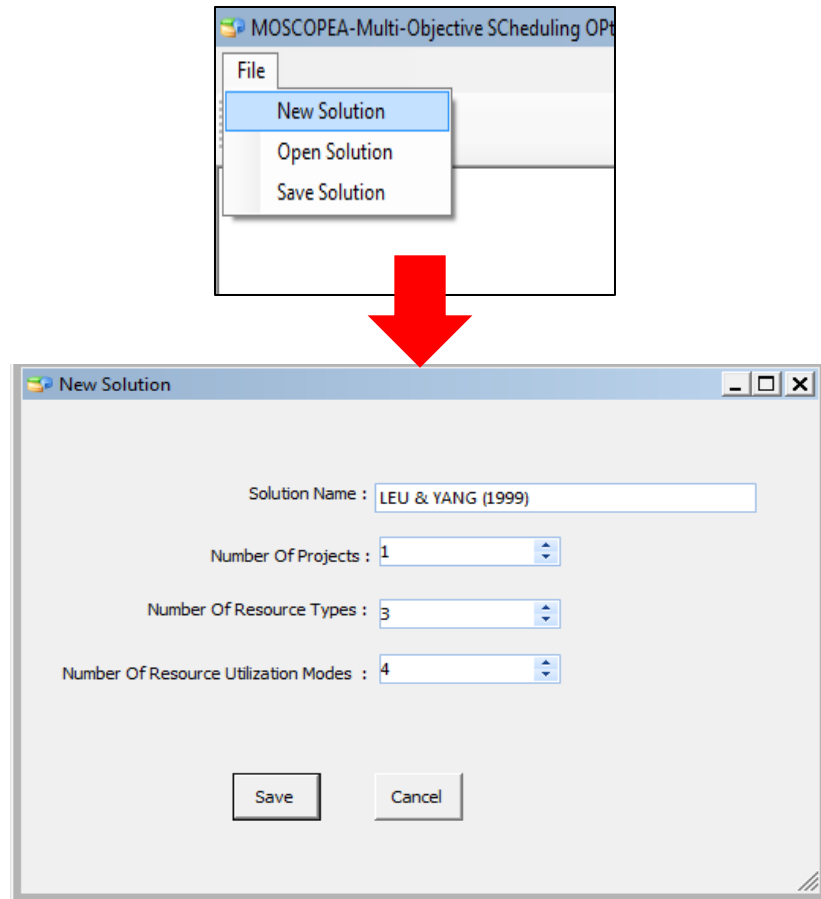 MOSCOPEA-Multi-Objective SCheduling OPt
File
New Solution
Open Solution
Save Solution
New Solution
Solution Name : LEU & YANG (1999)
Number Of Projects : 1
Number Of Resource Types : 3
Number Of Resource Utilization Modes : 4
Save Cancel